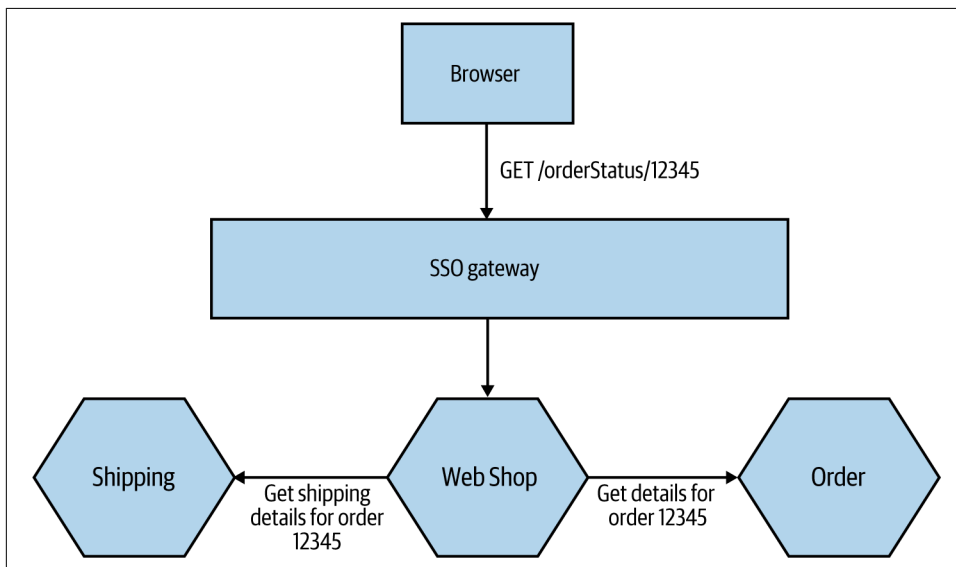 Browser
GET /orderStatus/12345
SSO gateway
Shipping
Get shipping
details for order
12345
Web Shop
Get details for
order 12345
Order